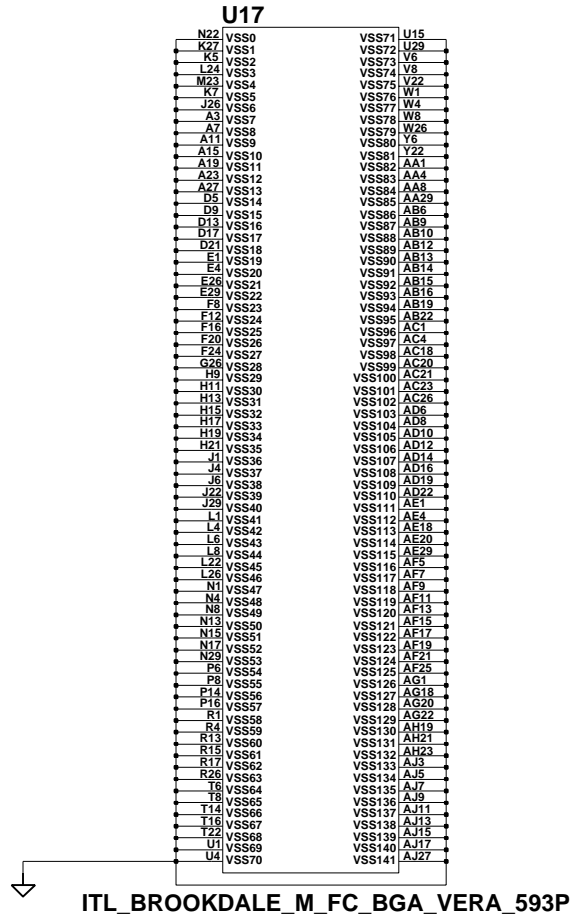 U17
N22 VSS0 VSS71 U15
K27 VSS1 VSS72 U29
K5 VSS2 VSS73 V6
L24 VSS3 VSS74 V8
M23 VSS4 VSS75 V22
K7 VSS5 VSS76 W1
J26 VSS6 VSS77 W4
A3 VSS7 VSS78 W8
A7 VSS8 VSS79 W26
A11 VSS9 VSS80 Y6
A15 VSS10 VSS81 Y22
A19 VSS11 VSS82 AA1
A23 VSS12 VSS83 AA4
A27 VSS13 VSS84 AA8
D5 VSS14 VSS85 AA29
D9 VSS15 VSS86 AB6
D13 VSS16 VSS87 AB9
D17 VSS17 VSS88 AB10
D21 VSS18 VSS89 AB12
E1 VSS19 VSS90 AB13
E4 VSS20 VSS91 AB14
E26 VSS21 VSS92 AB15
E29 VSS22 VSS93 AB16
F8 VSS23 VSS94 AB19
F12 VSS24 VSS95 AB22
F16 VSS25 VSS96 AC1
F20 VSS26 VSS97 AC4
F24 VSS27 VSS98 AC18
G26 VSS28 VSS99 AC20
H9 VSS29 VSS100 AC21
H11 VSS30 VSS101 AC23
H13 VSS31 VSS102 AC26
H15 VSS32 VSS103 AD6
H17 VSS33 VSS104 AD8
H19 VSS34 VSS105 AD10
H21 VSS35 VSS106 AD12
J1 VSS36 VSS107 AD14
J4 VSS37 VSS108 AD16
J6 VSS38 VSS109 AD19
J22 VSS39 VSS110 AD22
J29 VSS40 VSS111 AE1
L1 VSS41 VSS112 AE4
L4 VSS42 VSS113 AE18
L6 VSS43 VSS114 AE20
L8 VSS44 VSS115 AE29
L22 VSS45 VSS116 AF5
L26 VSS46 VSS117 AF7
N1 VSS47 VSS118 AF9
N4 VSS48 VSS119 AF11
N8 VSS49 VSS120 AF13
N13 VSS50 VSS121 AF15
N15 VSS51 VSS122 AF17
N17 VSS52 VSS123 AF19
N29 VSS53 VSS124 AF21
P6 VSS54 VSS125 AF25
P8 VSS55 VSS126 AG1
P14 VSS56 VSS127 AG18
P16 VSS57 VSS128 AG20
R1 VSS58 VSS129 AG22
R4 VSS59 VSS130 AH19
R13 VSS60 VSS131 AH21
R15 VSS61 VSS132 AH23
R17 VSS62 VSS133 AJ3
R26 VSS63 VSS134 AJ5
T6 VSS64 VSS135 AJ7
T8 VSS65 VSS136 AJ9
T14 VSS66 VSS137 AJ11
T16 VSS67 VSS138 AJ13
T22 VSS68 VSS139 AJ15
U1 VSS69 VSS140 AJ17
U4 VSS70 VSS141 AJ27
ITL_BROOKDALE_M_FC_BGA_VERA_593P